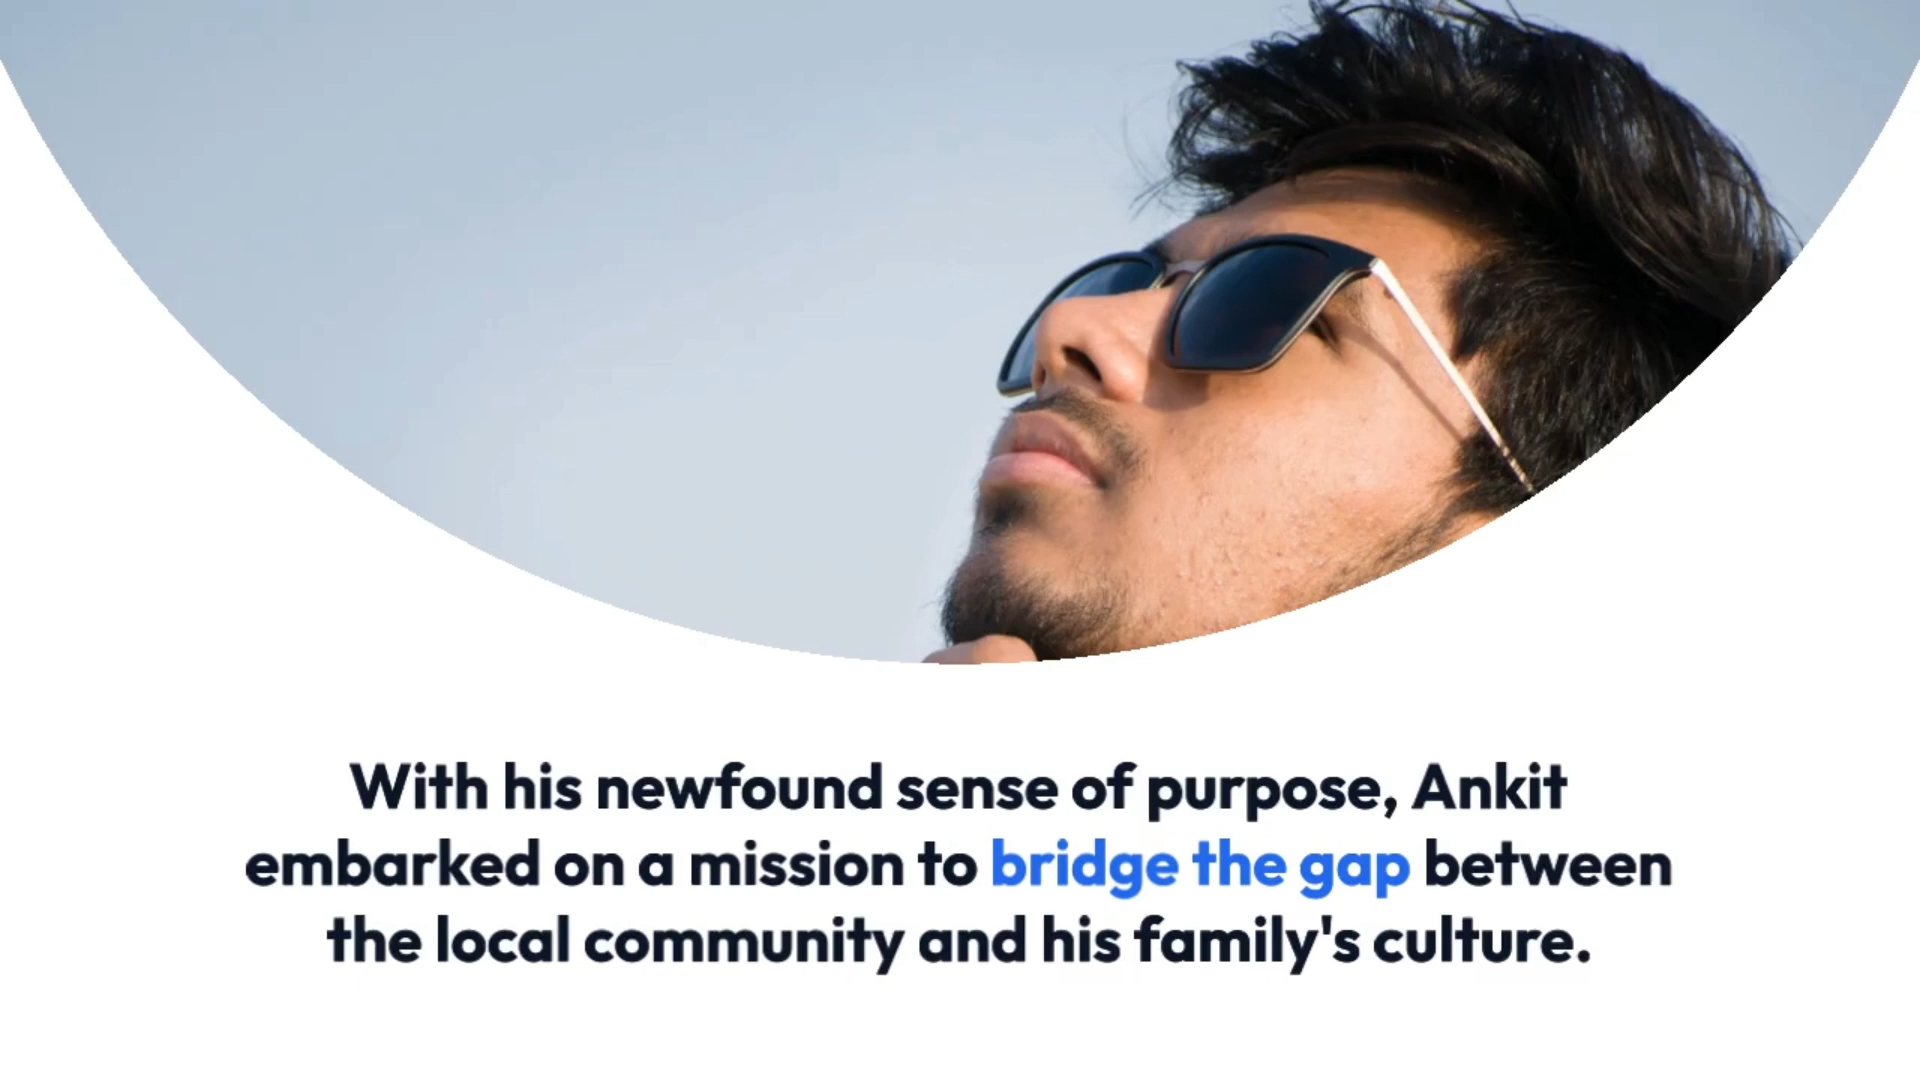 With his newfound sense of purpose, Ankit
embarked on a mission to bridge the gap between
the local community and his family's culture.